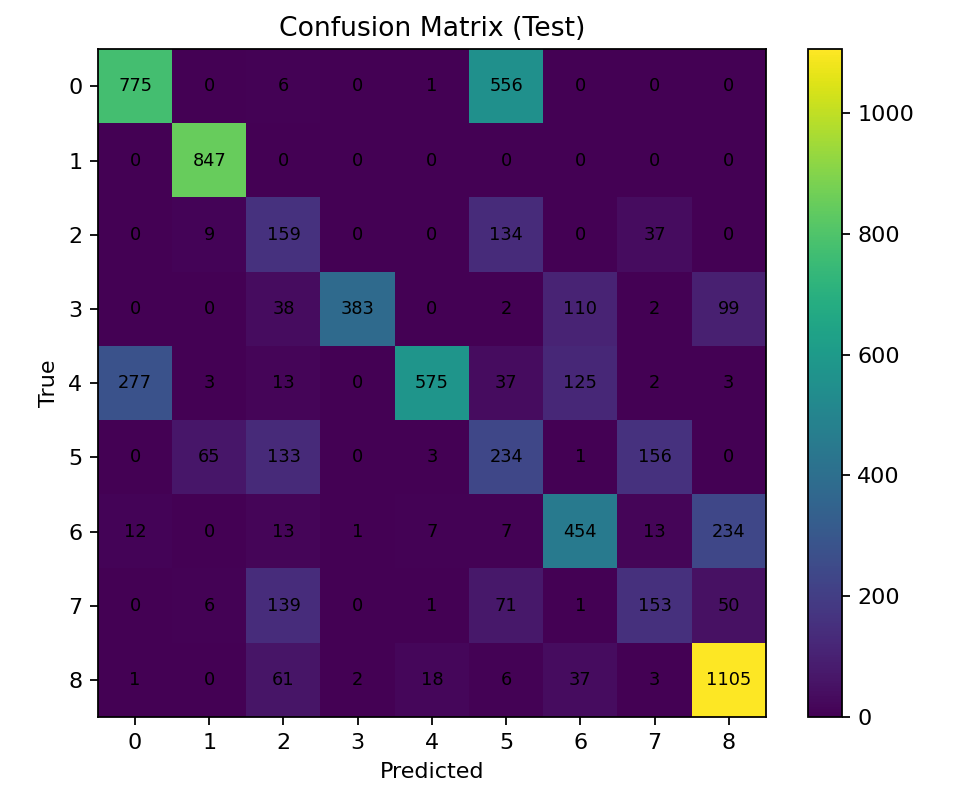 Confusion Matrix (Test)
0 775 0 6 0 1 556 0 0 0
1 0 847 0 0 0 0 0 0 0
2 0 9 159 0 0 134 0 37 0
3 0 0 38 383 0 2 110 2 99
4 277 3 13 0 575 37 125 2 3
5 0 65 133 0 3 234 1 156 0
6 12 0 13 1 7 7 454 13 234
7 0 6 139 0 1 71 1 153 50
8 1 0 61 2 18 6 37 3 1105
0 1 2 3 4 5 6 7 8
Predicted
True
1000
800
600
400
200
0